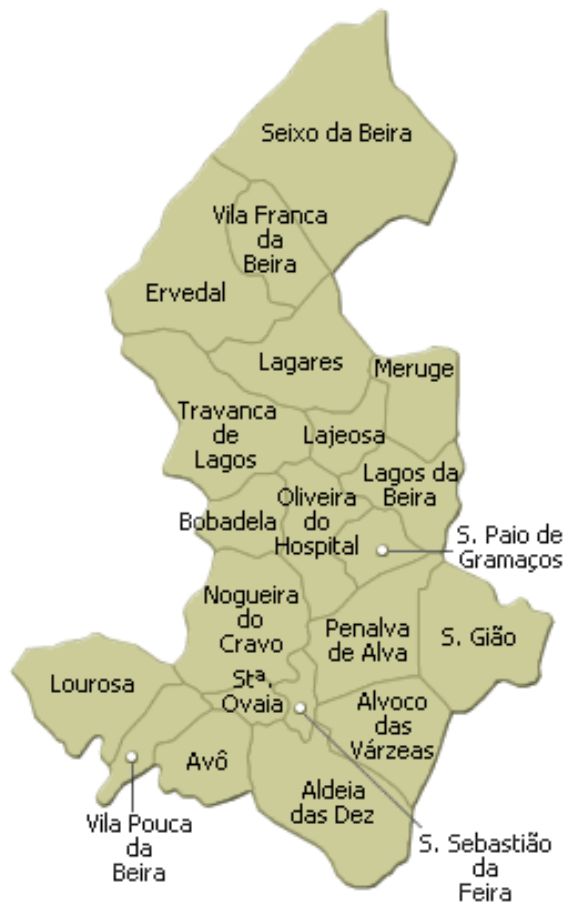 Seixo da Beira
Vila Franca
da
Beira
Ervedal
Lagares
Meruge
Travanca
de
Lagos
Lajeosa
Lagos da
Beira
Oliveira
do
Hospital
Bobadela
S. Paio de
Gramaços
Nogueira
do
Cravo
Penalva
de Alva
S. Gião
Lourosa
Stª.
Ovaia
Alvoco
das
Várzeas
Avô
Aldeia
das Dez
Vila Pouca
da
Beira
S. Sebastião
da
Feira